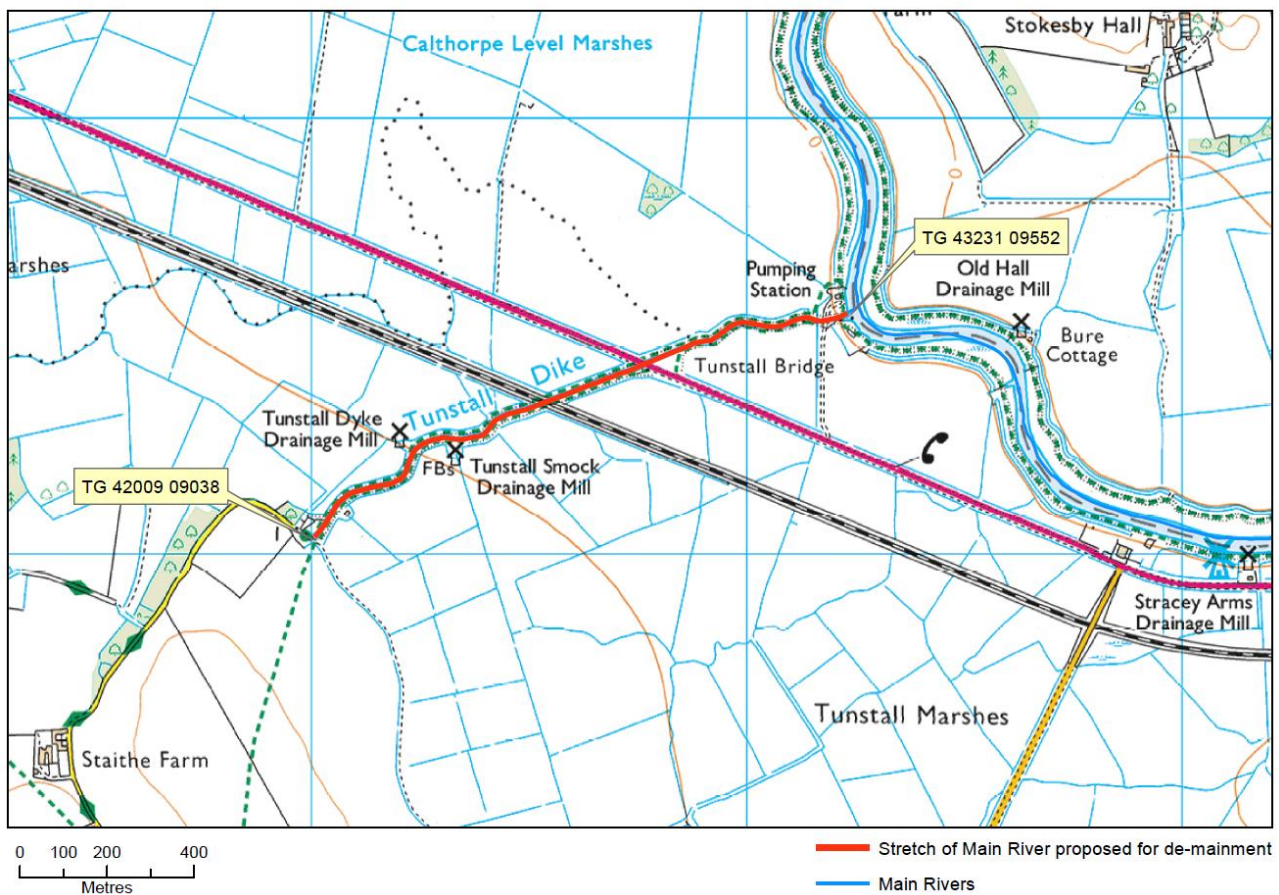 Calthorpe Level Marshes
Stokesby Hall
TG 43231 09552
arshes
Pumping
Station
Old Hall
Drainage Mill
Bure
Cottage
Tunstall Bridge
Tunstall Dike
Tunstall Dyke
Drainage Mill
FBs
Tunstall Smock
Drainage Mill
TG 42009 09038
Stracey Arms
Drainage Mill
Tunstall Marshes
Staithe Farm
0 100 200 400
Metres
Stretch of Main River proposed for de-mainment
Main Rivers